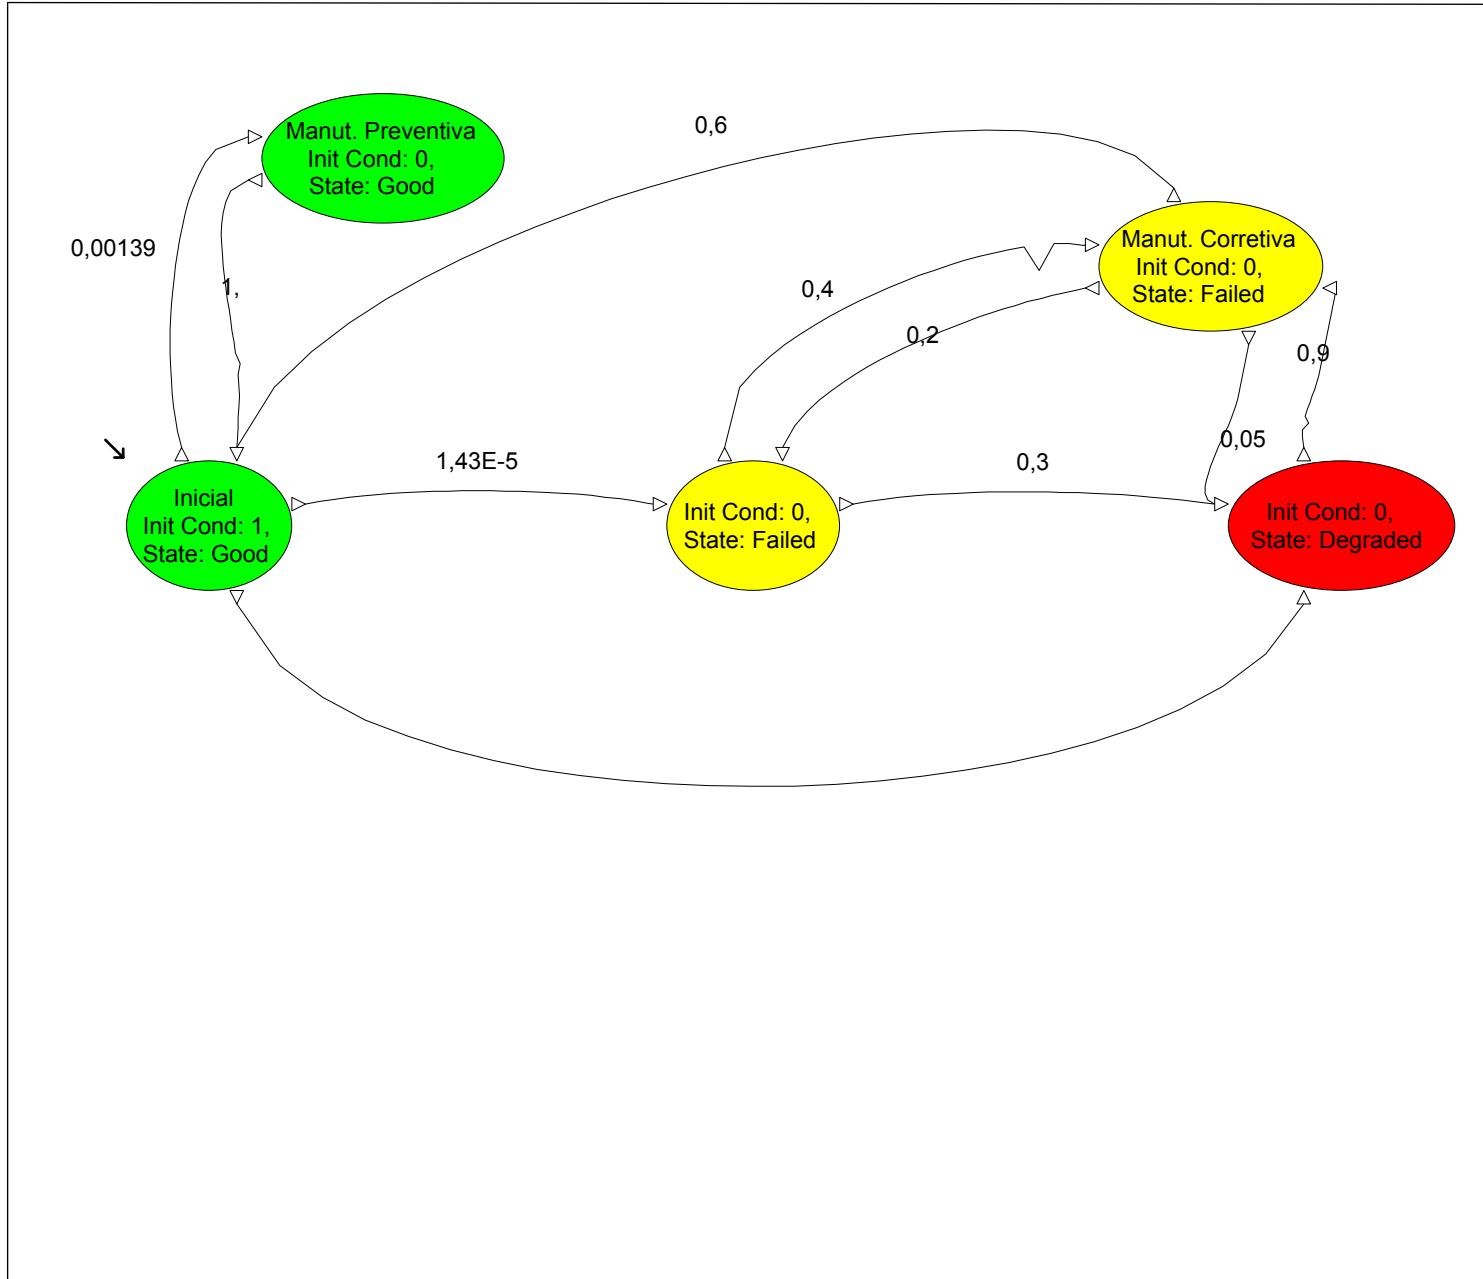 Manut. Preventiva
Init Cond: 0,
State: Good
0,6
Manut. Corretiva
Init Cond: 0,
State: Failed
0,00139
1,
0,4
0,2
0,9
0,05
1,43E-5
0,3
Inicial
Init Cond: 1,
State: Good
Init Cond: 0,
State: Failed
Init Cond: 0,
State: Degraded